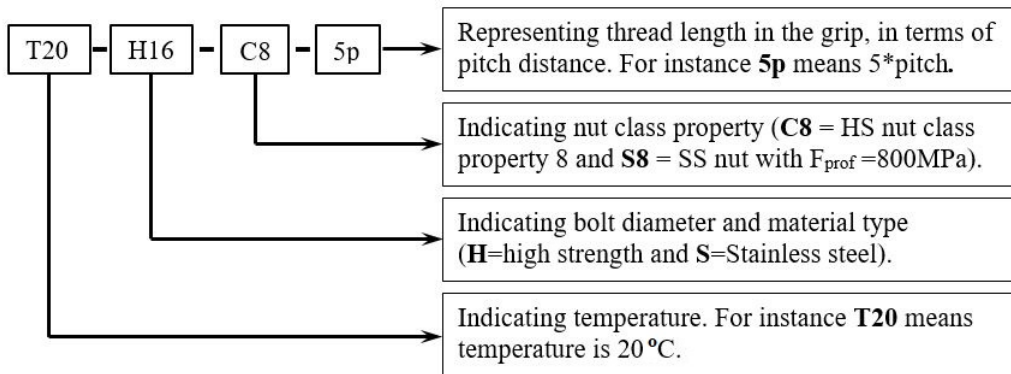 T20 - H16 - C8 - 5p
Representing thread length in the grip, in terms of
pitch distance. For instance 5p means 5*pitch.
Indicating nut class property (C8 = HS nut class
property 8 and S8 = SS nut with Fprof =800MPa).
Indicating bolt diameter and material type
(H=high strength and S=Stainless steel).
Indicating temperature. For instance T20 means
temperature is 20 ºC.